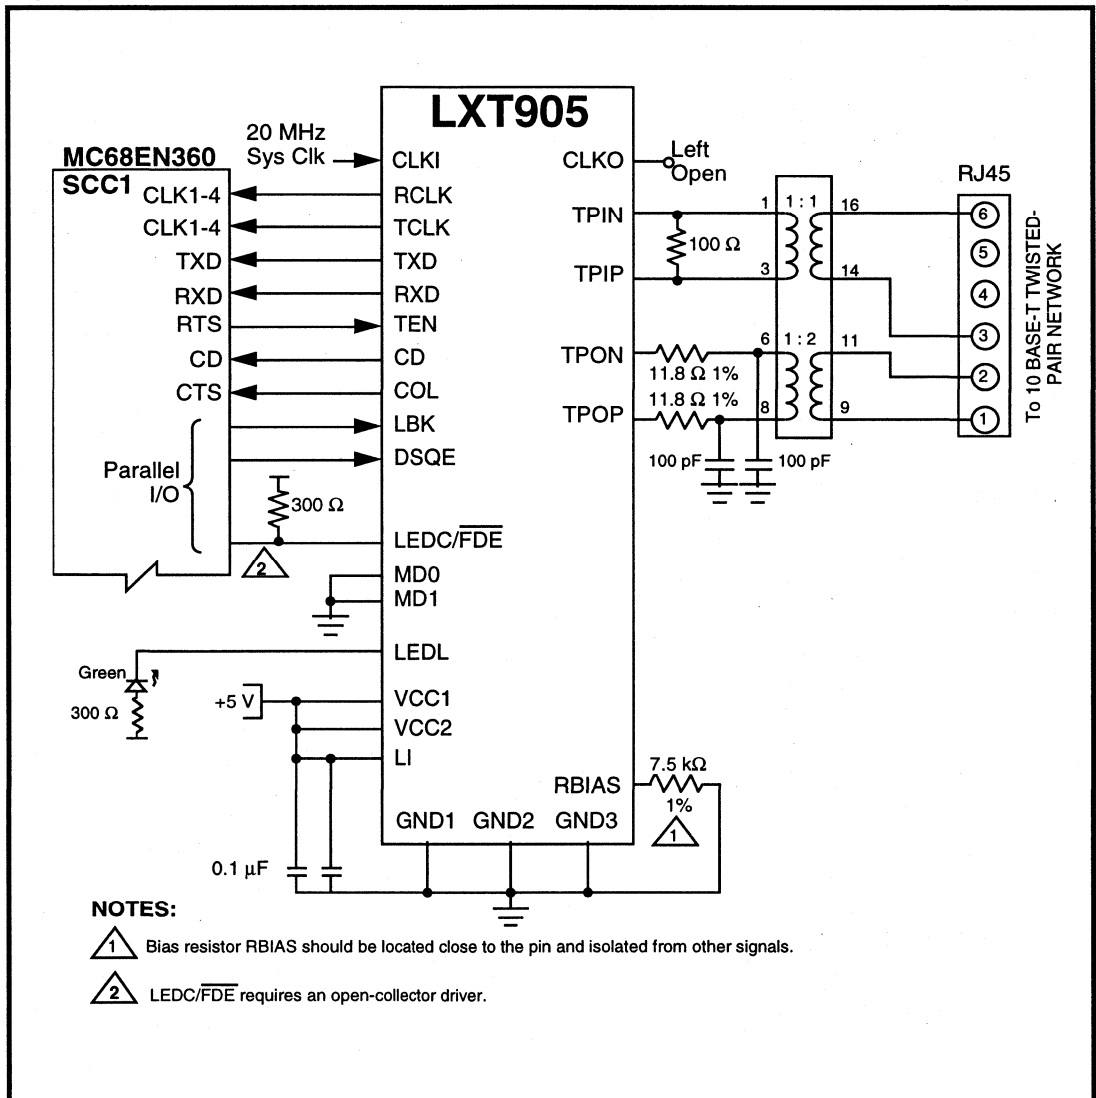 LXT905
20 MHz
Sys Clk
CLKI
CLKO
Left
Open
MC68EN360
SCC1
RJ45
CLK1-4
RCLK
CLK1-4
TCLK
TXD
TXD
RXD
RXD
RTS
TEN
CD
CD
CTS
COL
LBK
DSQE
Parallel
I/O
300 Ω
2
LEDC/FDE
MD0
MD1
LEDL
Green
300 Ω
+5 V
VCC1
VCC2
LI
TPIN
1
1 : 1
16
100 Ω
TPIP
3
14
TPON
6
1 : 2
11
11.8 Ω 1%
11.8 Ω 1%
TPOP
8
9
100 pF
100 pF
6
5
4
3
2
1
To 10 BASE-T TWISTED-
PAIR NETWORK
RBIAS
7.5 kΩ
1%
1
GND1
GND2
GND3
0.1 μF
NOTES:
1 Bias resistor RBIAS should be located close to the pin and isolated from other signals.
2 LEDC/FDE requires an open-collector driver.